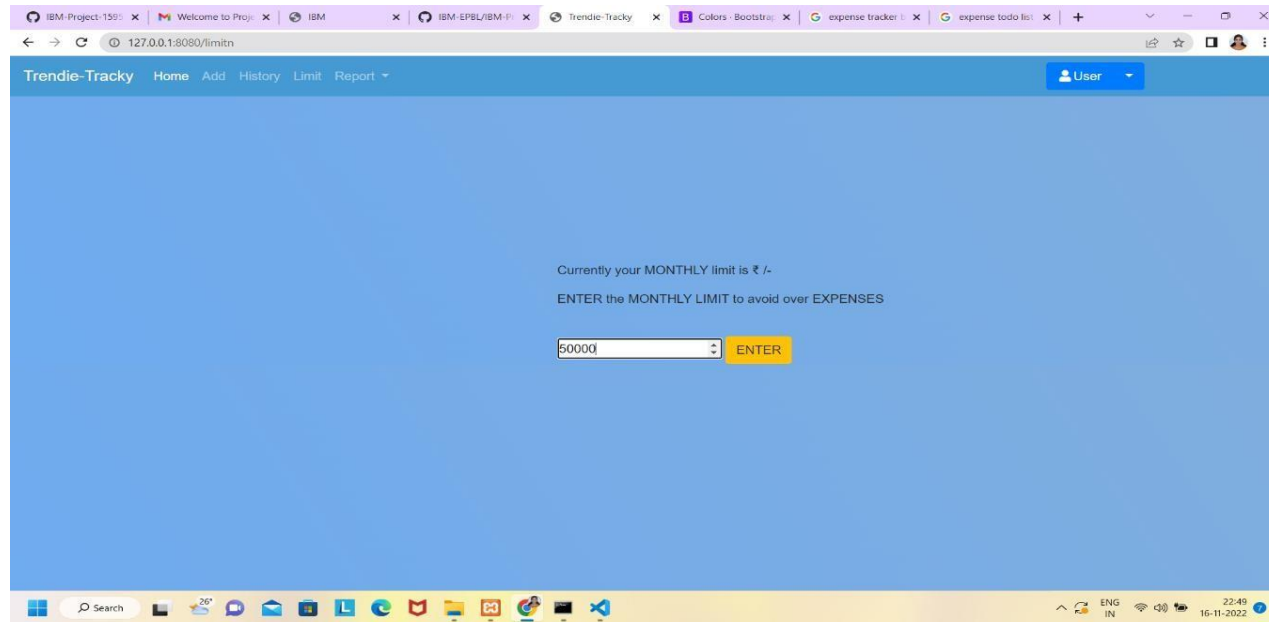 IBM-Project-1595 Welcome to Proje IBM IBM-EPBL/IBM-Pr Trendie-Tracky Colors · Bootstrap expense tracker b expense todo list
127.0.0.1:8080/limitn
Trendie-Tracky Home Add History Limit Report User
Currently your MONTHLY limit is ₹ /-
ENTER the MONTHLY LIMIT to avoid over EXPENSES
50000 ENTER
Search 26° ENG 22:49
IN 16-11-2022